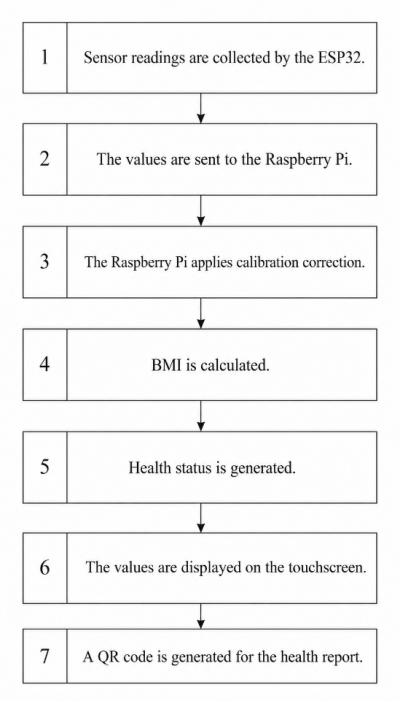 1 Sensor readings are collected by the ESP32.
2 The values are sent to the Raspberry Pi.
3 The Raspberry Pi applies calibration correction.
4 BMI is calculated.
5 Health status is generated.
6 The values are displayed on the touchscreen.
7 A QR code is generated for the health report.